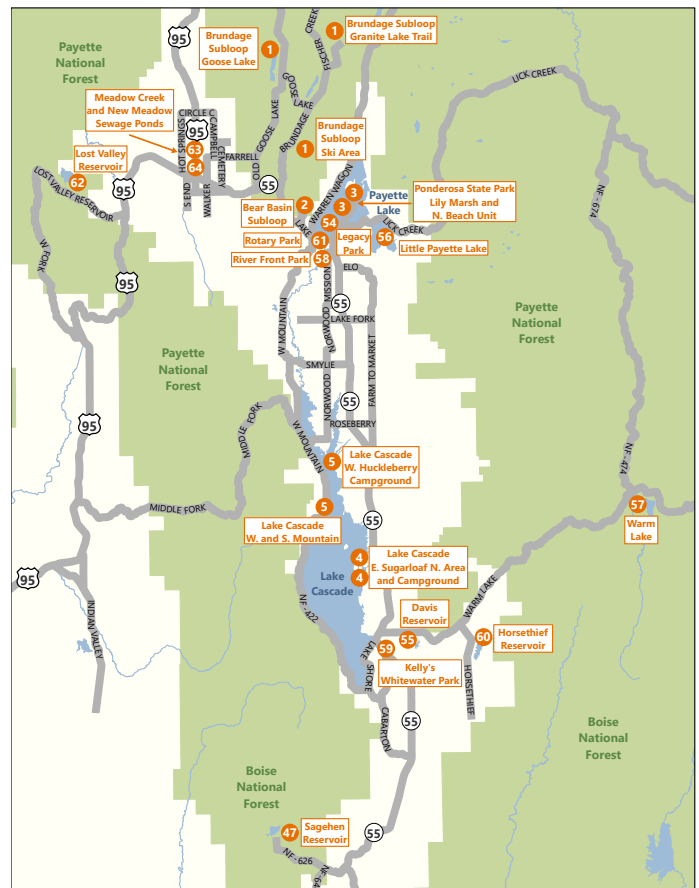 95
Payette
National
Forest
Brundage
Subloop
Goose Lake
1
1
Brundage Subloop
Granite Lake Trail
FISCHER CREEK
GOOSE LAKE
GOOSE LAKE
BRUNDAGE
LICK CREEK
Meadow Creek
and New Meadow
Sewage Ponds
CIRCLE C
95
HOT SPRINGS
CAMPBELL
63
64
CEMETERY
FARRELL
OLD
S. END
WALKER
55
Brundage
Subloop
Ski Area
1
Lost Valley
Reservoir
62
LOST VALLEY RESERVOIR
95
WARREN WAGON
3
3
Payette
Lake
Ponderosa State Park
Lily Marsh and
N. Beach Unit
NF - 674
Bear Basin
Subloop
2
54
LAKE
LICK CREEK
56
Little Payette Lake
Rotary Park
61
Legacy
Park
River Front Park
58
ELO
W FORK
95
MISSION
55
NORWOOD
LAKE FORK
W MOUNTAIN
FARM TO MARKET
SMYLIE
Payette
National
Forest
Payette
National
Forest
95
NORWOOD
55
ROSEBERRY
MIDDLE FORK
W MOUNTAIN
5
Lake Cascade
W. Huckleberry
Campground
NF - 474
MIDDLE FORK
5
Lake Cascade
W. and S. Mountain
55
57
Warm
Lake
4
4
Lake Cascade
E. Sugarloaf N. Area
and Campground
95
Lake
Cascade
NF - 422
WARM LAKE
INDIAN VALLEY
Davis
Reservoir
55
60
Horsethief
Reservoir
LAKE SHORE
59
Kelly's
Whitewater Park
HORSETHIEF
CABARTON
55
Boise
National
Forest
Boise
National
Forest
47
Sagehen
Reservoir
55
NF - 626